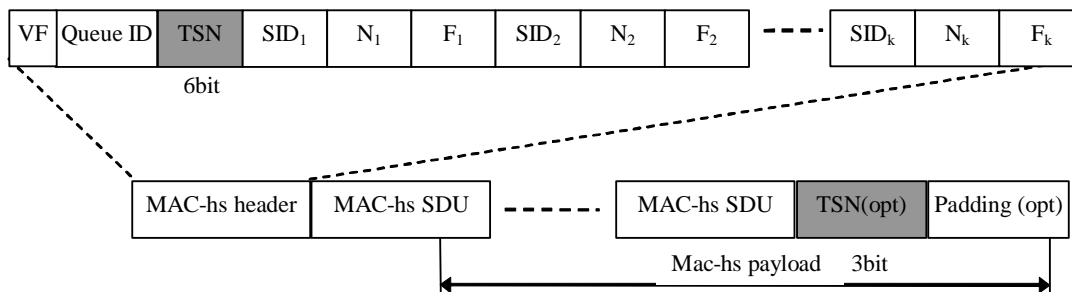 VF Queue ID TSN SID₁ N₁ F₁ SID₂ N₂ F₂ SIDₖ Nₖ Fₖ
6bit
MAC-hs header MAC-hs SDU MAC-hs SDU TSN(opt) Padding (opt)
Mac-hs payload 3bit